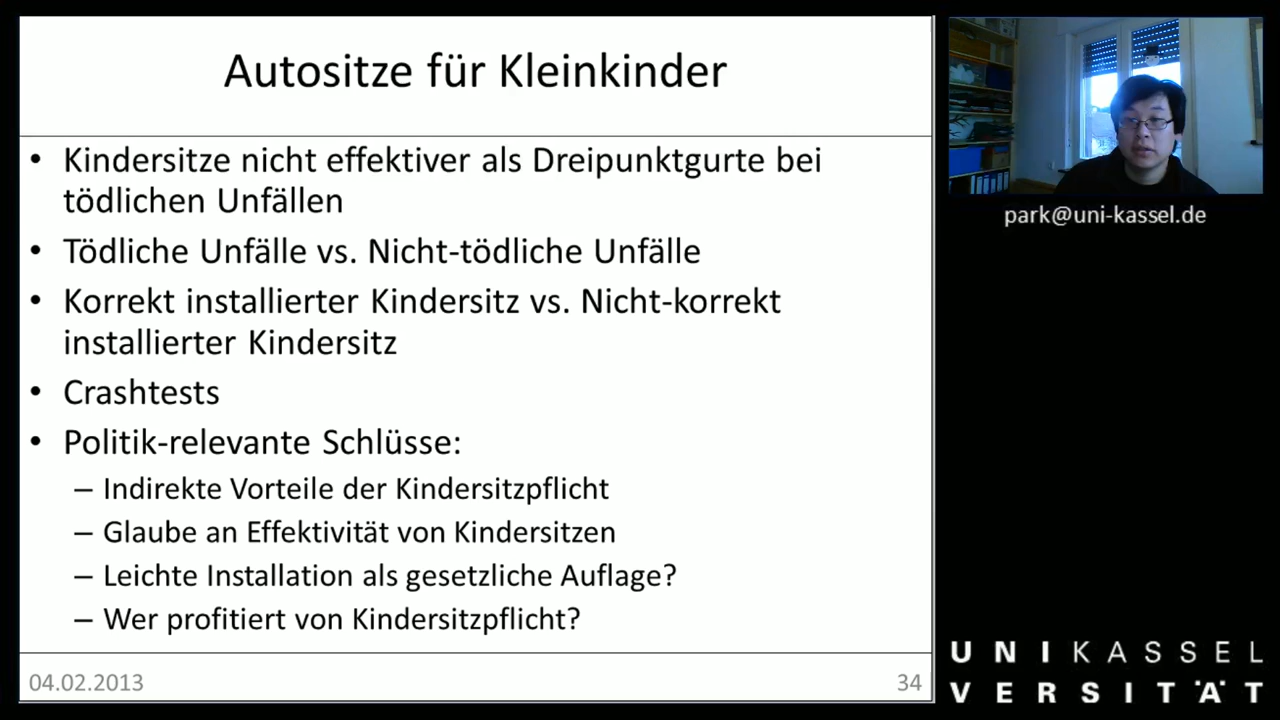 Autositze für Kleinkinder
• Kindersitze nicht effektiver als Dreipunktgurte bei
tödlichen Unfällen
• Tödliche Unfälle vs. Nicht-tödliche Unfälle
• Korrekt installierter Kindersitz vs. Nicht-korrekt
installierter Kindersitz
• Crashtests
• Politik-relevante Schlüsse:
– Indirekte Vorteile der Kindersitzpflicht
– Glaube an Effektivität von Kindersitzen
– Leichte Installation als gesetzliche Auflage?
– Wer profitiert von Kindersitzpflicht?
04.02.2013
34
park@uni-kassel.de
UNIKASSEL
VERSITÄT